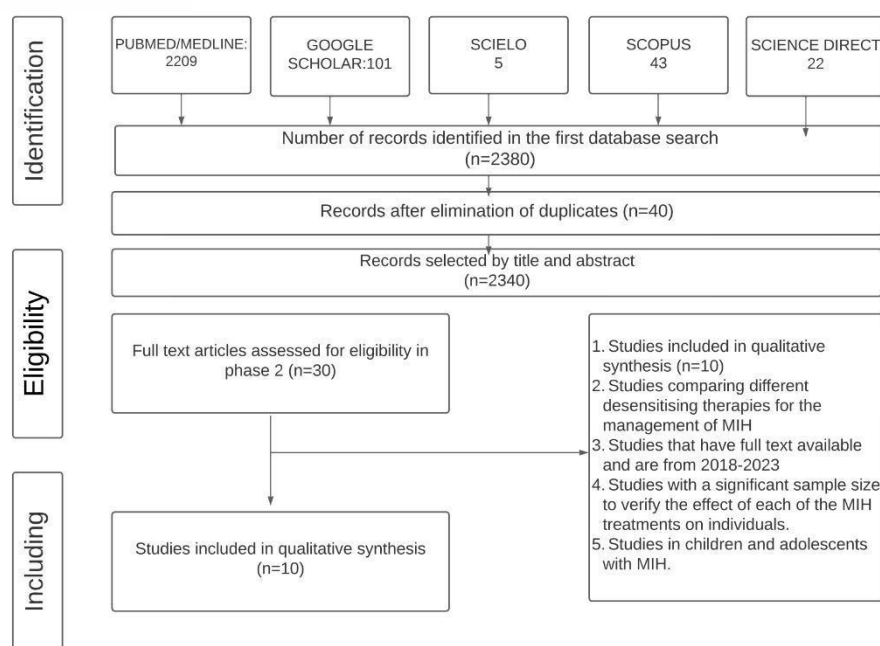 Identification
PUBMED/MEDLINE:
2209
GOOGLE
SCHOLAR:101
SCIELO
5
SCOPUS
43
SCIENCE DIRECT
22
Number of records identified in the first database search
(n=2380)
Records after elimination of duplicates (n=40)
Eligibility
Records selected by title and abstract
(n=2340)
Full text articles assessed for eligibility in
phase 2 (n=30)
1. Studies included in qualitative
synthesis (n=10)
2. Studies comparing different
desensitising therapies for the
management of MIH
3. Studies that have full text available
and are from 2018-2023
4. Studies with a significant sample size
to verify the effect of each of the MIH
treatments on individuals.
5. Studies in children and adolescents
with MIH.
Including
Studies included in qualitative synthesis
(n=10)